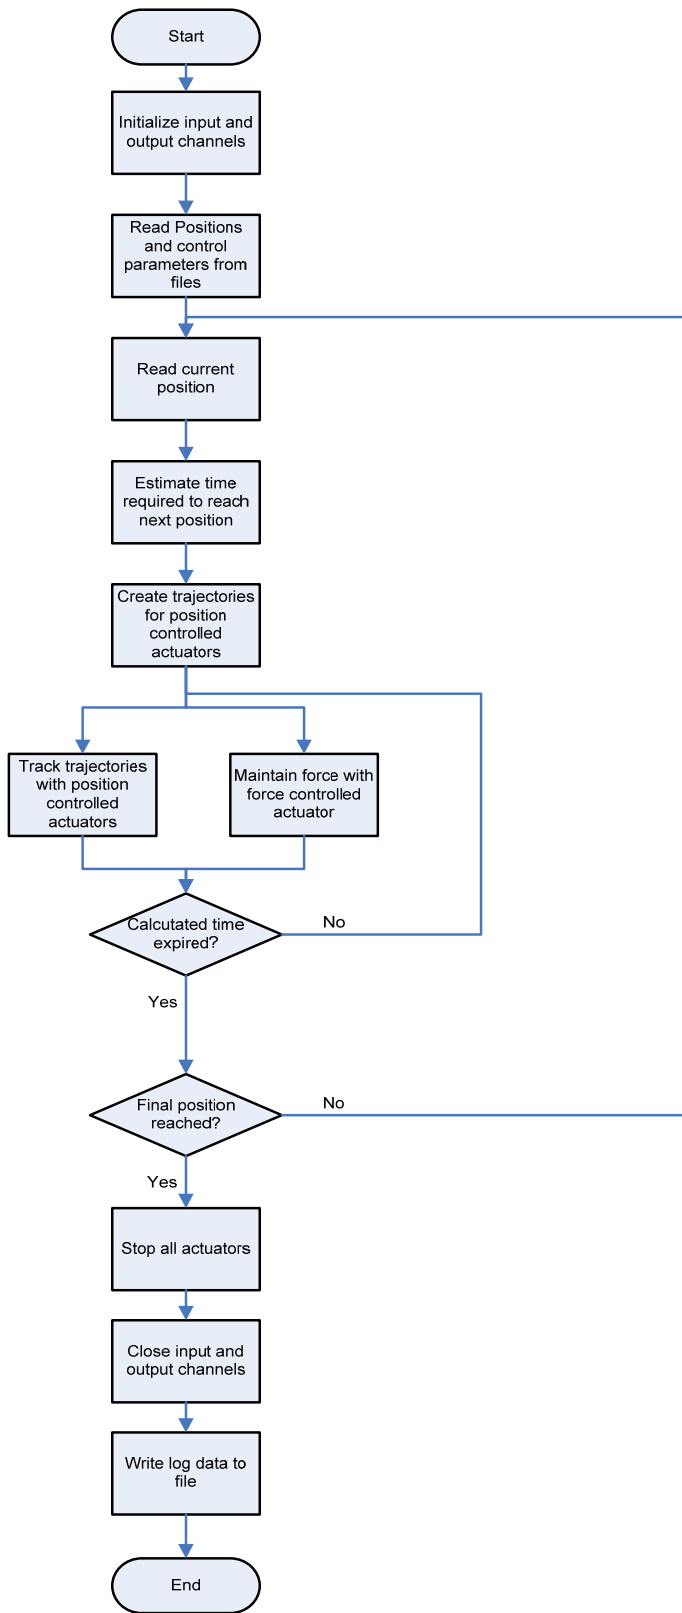 Start
Initialize input and
output channels
Read Positions
and control
parameters from
files
Read current
position
Estimate time
required to reach
next position
Create trajectories
for position
controlled
actuators
Track trajectories
with position
controlled
actuators
Maintain force with
force controlled
actuator
Calcutated time
expired?
No
Yes
Final position
reached?
No
Yes
Stop all actuators
Close input and
output channels
Write log data to
file
End